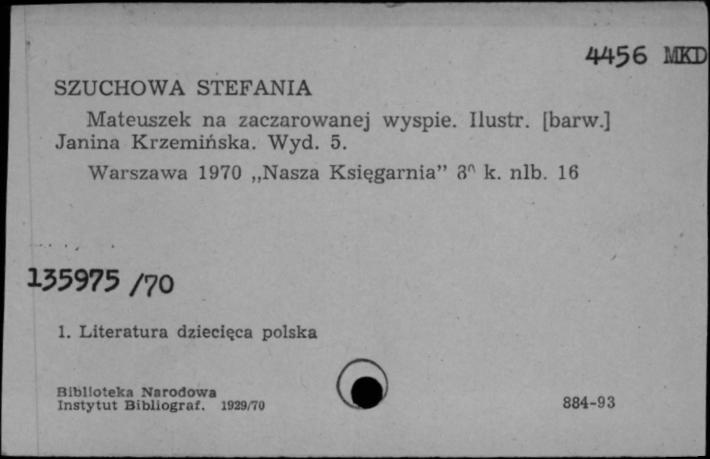 4456 MKD
SZUCHOWA STEFANIA
Mateuszek na zaczarowanej wyspie. Ilustr. [barw.]
Janina Krzemińska. Wyd. 5.
Warszawa 1970 „Nasza Księgarnia” 8^ k. nlb. 16
135975 /70
1. Literatura dziecięca polska
Biblioteka Narodowa
Instytut Bibliograf. 1929/70
884-93